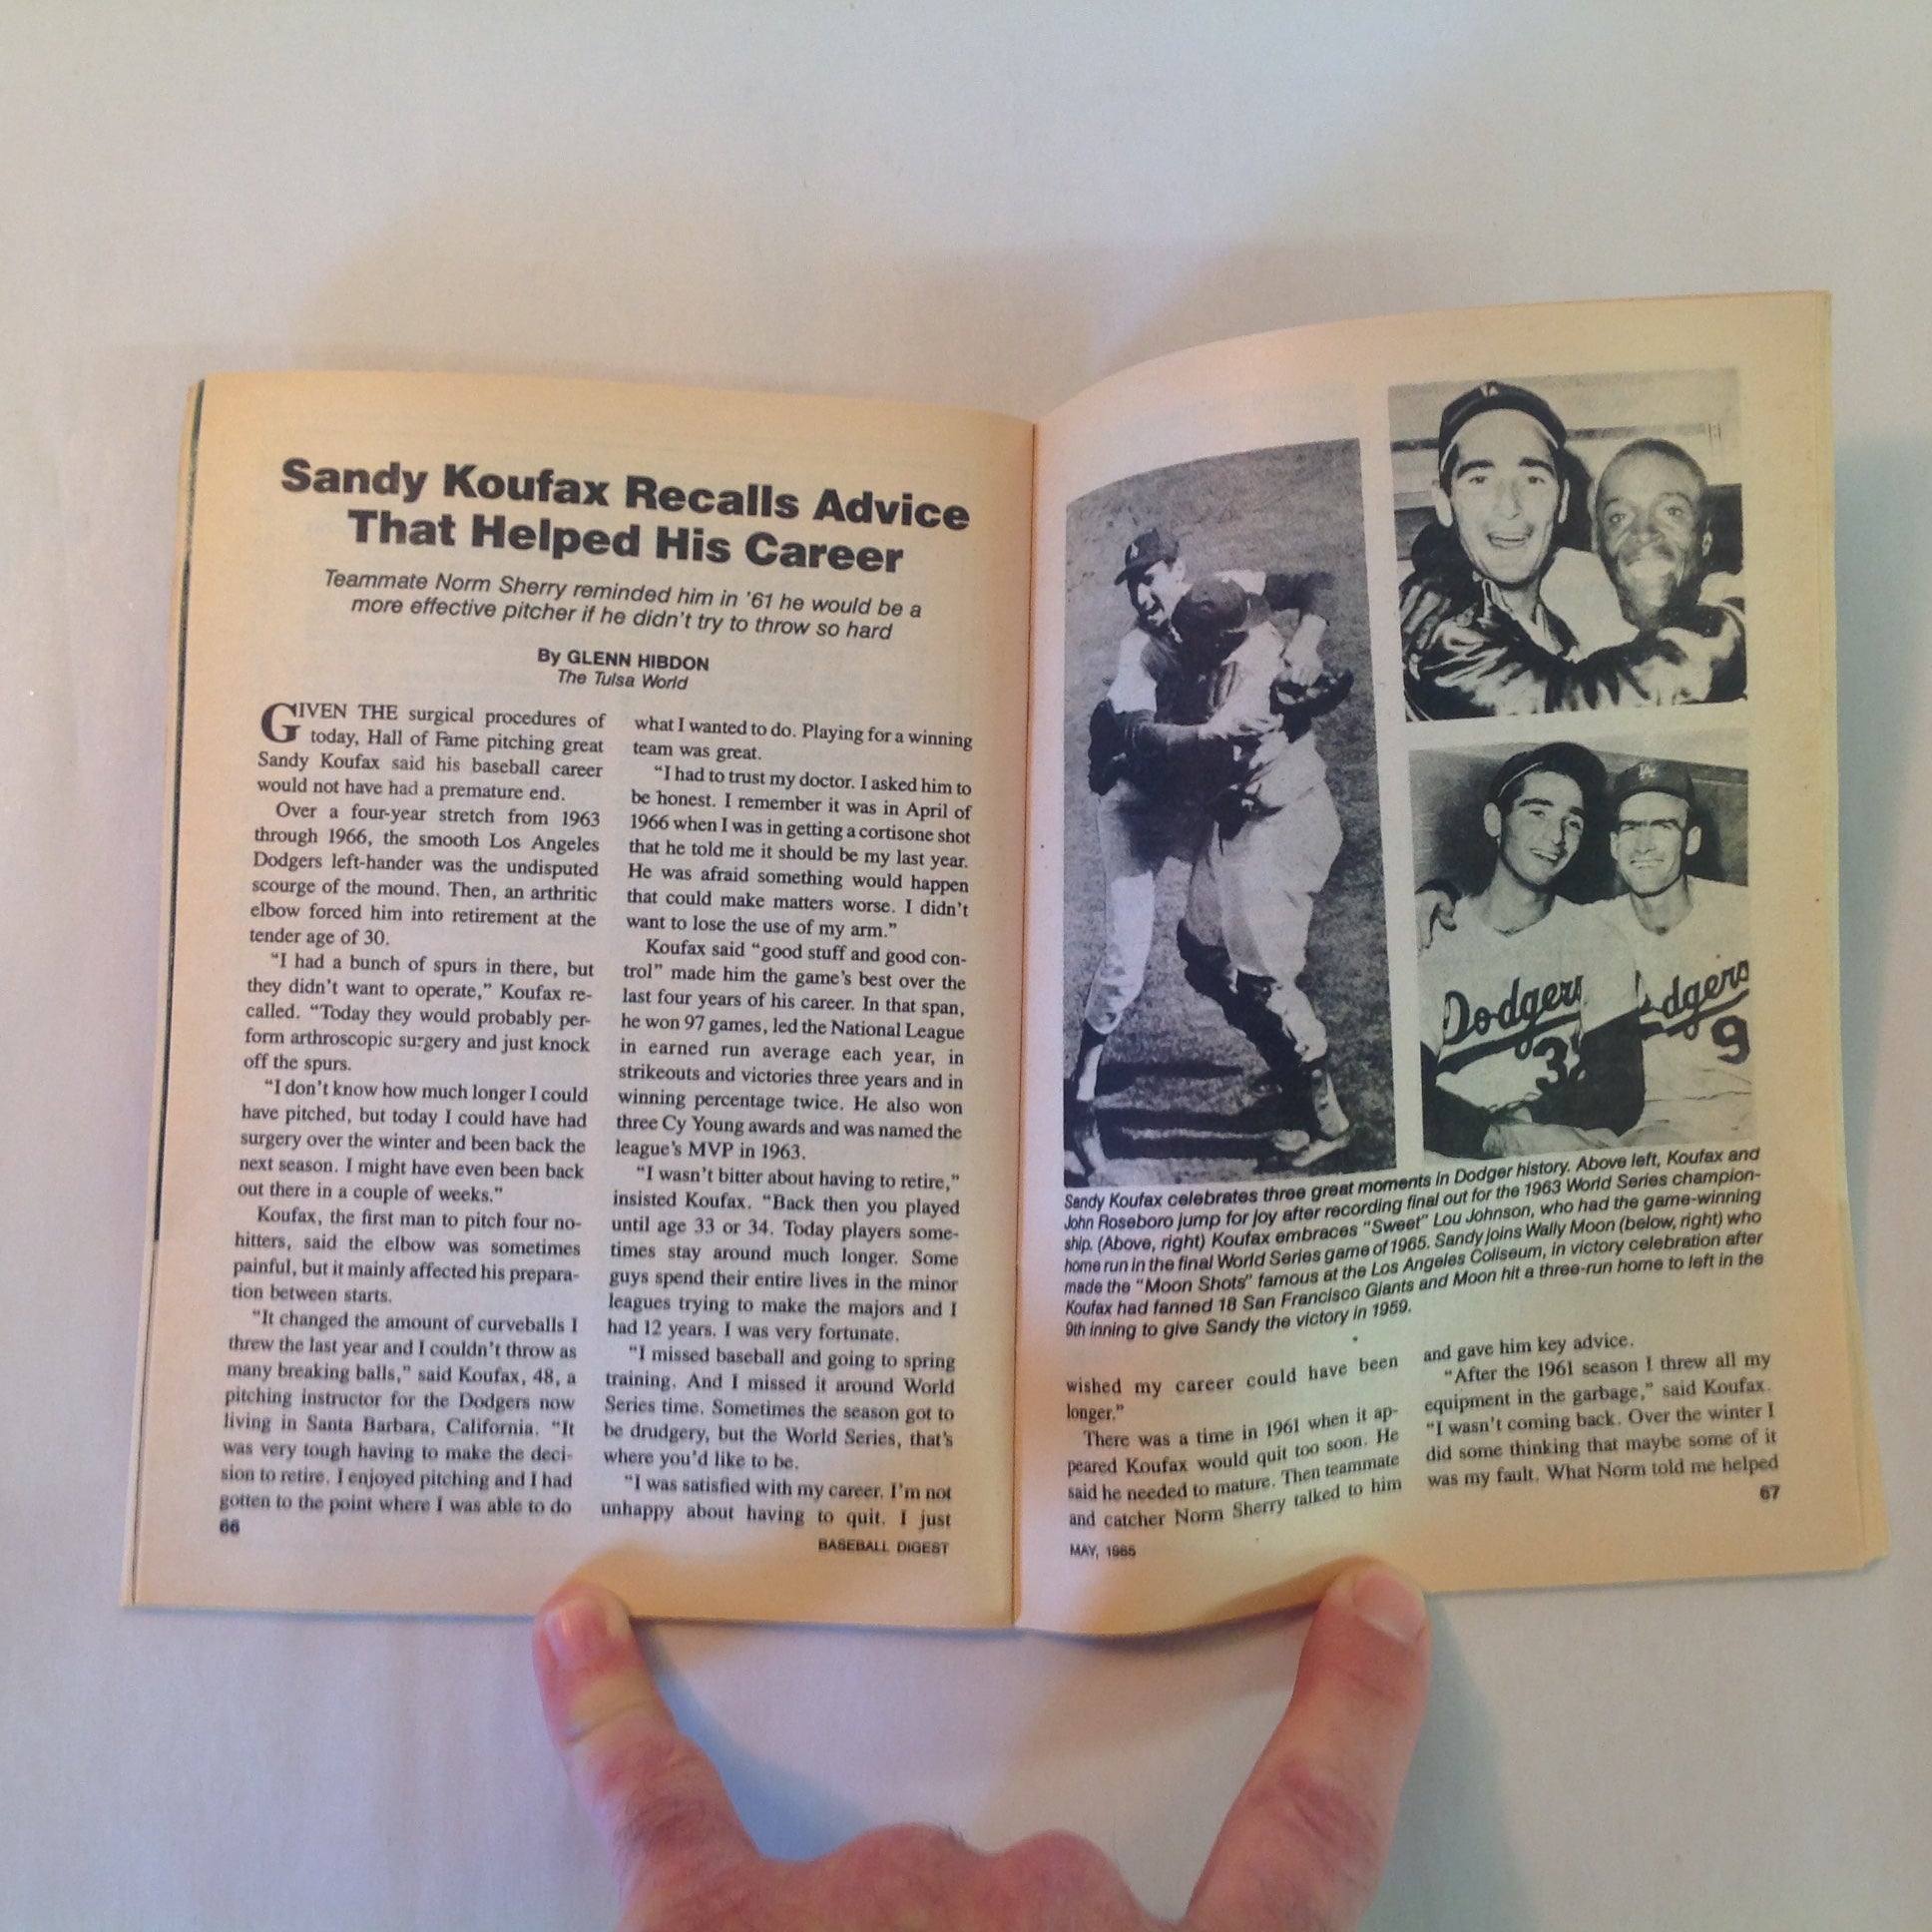 Sandy Koufax Recalls Advice
That Helped His Career
Teammate Norm Sherry reminded him in '61 he would be a
more effective pitcher if he didn't try to throw so hard
By GLENN HIBDON
The Tulsa World
GIVEN THE surgical procedures of
today, Hall of Fame pitching great
Sandy Koufax said his baseball career
would not have had a premature end.
Over a four-year stretch from 1963
through 1966, the smooth Los Angeles
Dodgers left-hander was the undisputed
scourge of the mound. Then, an arthritic
elbow forced him into retirement at the
tender age of 30.
"I had a bunch of spurs in there, but
they didn't want to operate," Koufax re-
called. "Today they would probably per-
form arthroscopic surgery and just knock
off the spurs.
"I don't know how much longer I could
have pitched, but today I could have had
surgery over the winter and been back the
next season. I might have even been back
out there in a couple of weeks."
Koufax, the first man to pitch four no-
hitters, said the elbow was sometimes
painful, but it mainly affected his prepara-
tion between starts.
"It changed the amount of curveballs I
threw the last year and I couldn't throw as
many breaking balls," said Koufax, 48, a
pitching instructor for the Dodgers now
living in Santa Barbara, California. "It
was very tough having to make the deci-
sion to retire. I enjoyed pitching and I had
gotten to the point where I was able to do
66
what I wanted to do. Playing for a winning
team was great.
"I had to trust my doctor. I asked him to
be honest. I remember it was in April of
1966 when I was in getting a cortisone shot
that he told me it should be my last year.
He was afraid something would happen
that could make matters worse. I didn't
want to lose the use of my arm."
Koufax said "good stuff and good con-
trol" made him the game's best over the
last four years of his career. In that span,
he won 97 games, led the National League
in earned run average each year, in
strikeouts and victories three years and in
winning percentage twice. He also won
three Cy Young awards and was named the
league's MVP in 1963.
"I wasn't bitter about having to retire,"
insisted Koufax. "Back then you played
until age 33 or 34. Today players some-
times stay around much longer. Some
guys spend their entire lives in the minor
leagues trying to make the majors and I
had 12 years. I was very fortunate.
"I missed baseball and going to spring
training. And I missed it around World
Series time. Sometimes the season got to
be drudgery, but the World Series, that's
where you'd like to be.
"I was satisfied with my career. I'm not
unhappy about having to quit. I just
BASEBALL DIGEST
LA
Dodgers
3
dgers
9
Sandy Koufax celebrates three great moments in Dodger history. Above left, Koufax and
John Roseboro jump for joy after recording final out for the 1963 World Series champion-
ship. (Above, right) Koufax embraces "Sweet" Lou Johnson, who had the game-winning
home run in the final World Series game of 1965. Sandy joins Wally Moon (below, right) who
made the "Moon Shots" famous at the Los Angeles Coliseum, in victory celebration after
Koufax had fanned 18 San Francisco Giants and Moon hit a three-run home to left in the
9th inning to give Sandy the victory in 1959.
wished my career could have been
longer."
There was a time in 1961 when it ap-
peared Koufax would quit too soon. He
said he needed to mature. Then teammate
and catcher Norm Sherry talked to him
MAY, 1985
and gave him key advice.
"After the 1961 season I threw all my
equipment in the garbage," said Koufax.
"I wasn't coming back. Over the winter I
did some thinking that maybe some of it
was my fault. What Norm told me helped
67